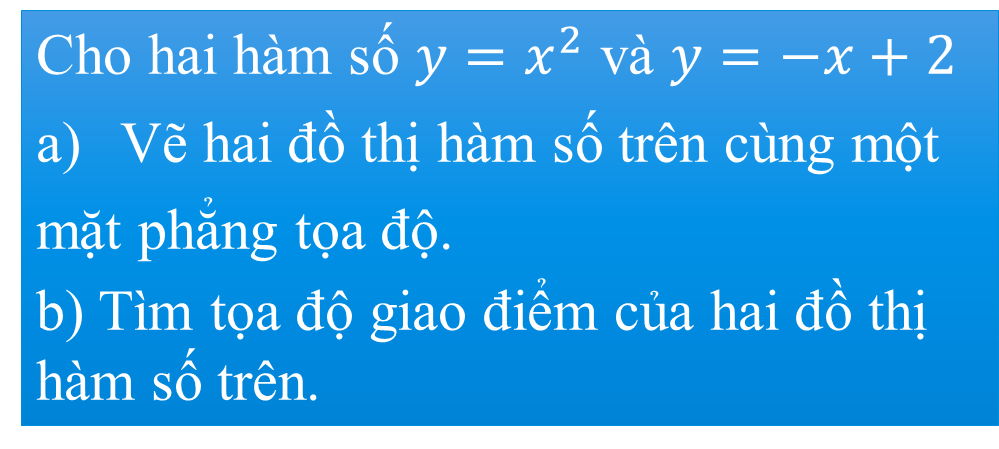 Cho hai hàm số y = x² và y = −x + 2
a) Vẽ hai đồ thị hàm số trên cùng một
mặt phẳng tọa độ.
b) Tìm tọa độ giao điểm của hai đồ thị
hàm số trên.